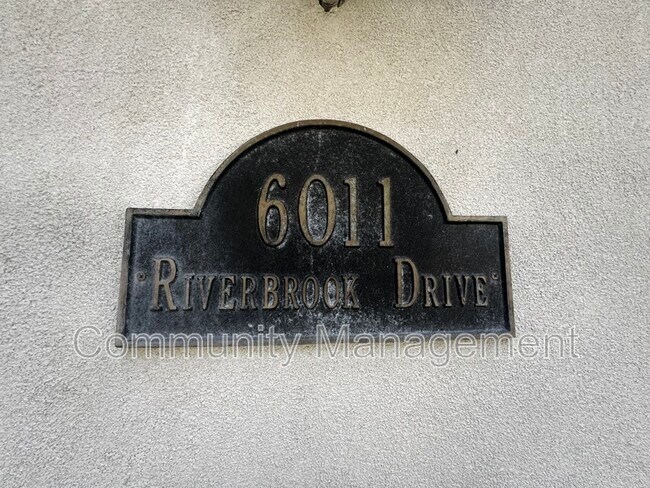 6011
RIVERBROOK DRIVE
Community Management